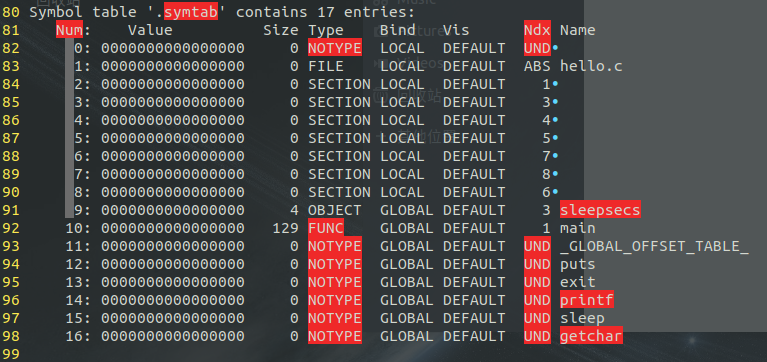 80 Symbol table '.symtab' contains 17 entries:
81    Num:    Value          Size Type    Bind   Vis      Ndx Name
82      0: 0000000000000000     0 NOTYPE  LOCAL  DEFAULT  UND
83      1: 0000000000000000     0 FILE    LOCAL  DEFAULT  ABS hello.c
84      2: 0000000000000000     0 SECTION LOCAL  DEFAULT    1
85      3: 0000000000000000     0 SECTION LOCAL  DEFAULT    3
86      4: 0000000000000000     0 SECTION LOCAL  DEFAULT    4
87      5: 0000000000000000     0 SECTION LOCAL  DEFAULT    5
88      6: 0000000000000000     0 SECTION LOCAL  DEFAULT    7
89      7: 0000000000000000     0 SECTION LOCAL  DEFAULT    8
90      8: 0000000000000000     0 SECTION LOCAL  DEFAULT    6
91      9: 0000000000000000     4 OBJECT  GLOBAL DEFAULT    3 sleepsecs
92     10: 0000000000000000   129 FUNC    GLOBAL DEFAULT    1 main
93     11: 0000000000000000     0 NOTYPE  GLOBAL DEFAULT  UND _GLOBAL_OFFSET_TABLE_
94     12: 0000000000000000     0 NOTYPE  GLOBAL DEFAULT  UND puts
95     13: 0000000000000000     0 NOTYPE  GLOBAL DEFAULT  UND exit
96     14: 0000000000000000     0 NOTYPE  GLOBAL DEFAULT  UND printf
97     15: 0000000000000000     0 NOTYPE  GLOBAL DEFAULT  UND sleep
98     16: 0000000000000000     0 NOTYPE  GLOBAL DEFAULT  UND getchar
99